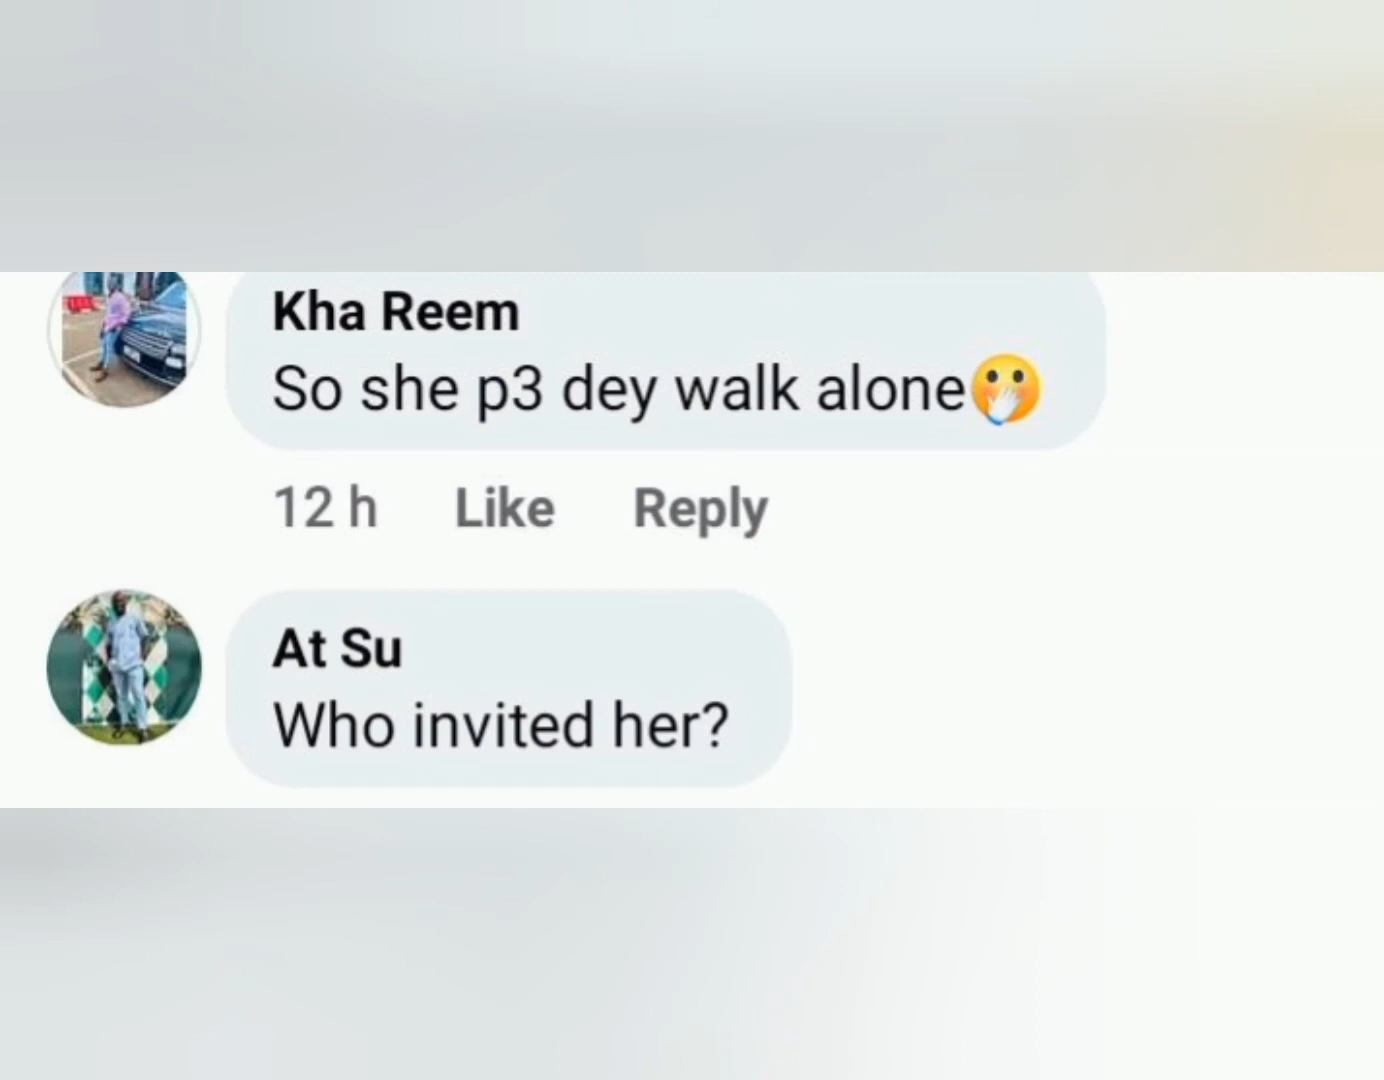 Kha Reem
So she p3 dey walk alone🫢
12 h Like Reply
At Su
Who invited her?